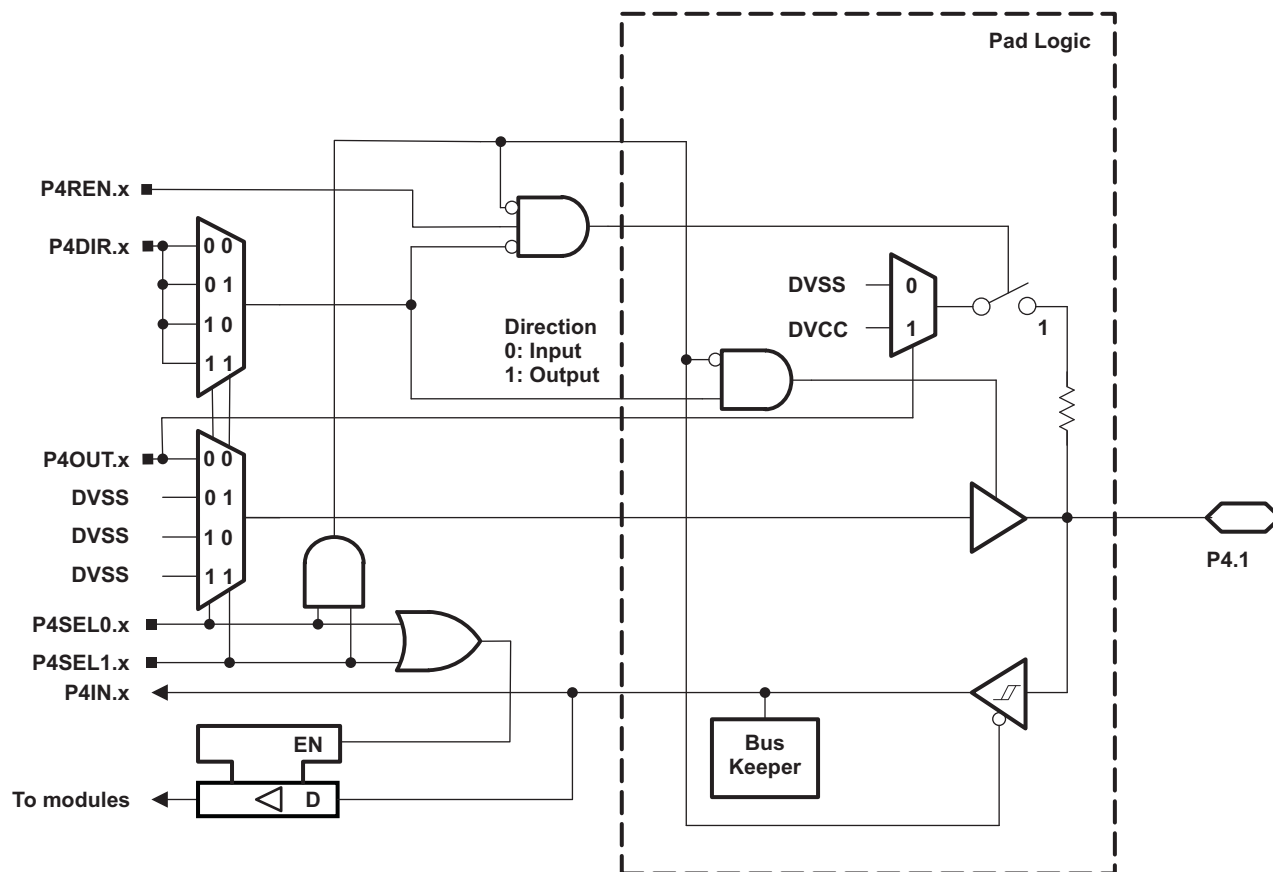 Pad Logic
P4REN.x
P4DIR.x
0 0
0 1
1 0
1 1
Direction
0: Input
1: Output
DVSS
DVCC
0
1
1
P4OUT.x
DVSS
DVSS
DVSS
0 0
0 1
1 0
1 1
P4.1
P4SEL0.x
P4SEL1.x
P4IN.x
EN
D
To modules
Bus
Keeper